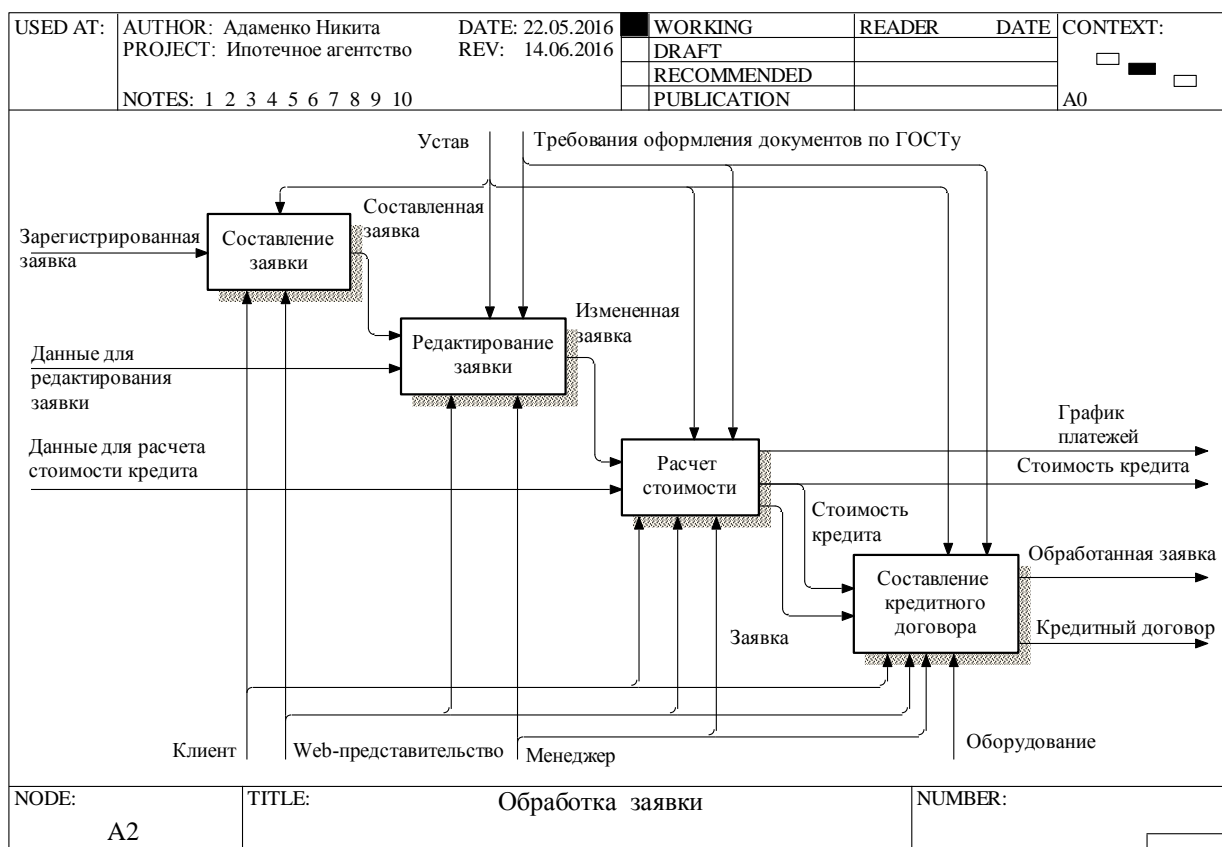 USED AT:
AUTHOR: Адаменко Никита
DATE: 22.05.2016
PROJECT: Ипотечное агентство
REV: 14.06.2016
NOTES: 1 2 3 4 5 6 7 8 9 10
WORKING
DRAFT
RECOMMENDED
PUBLICATION
READER DATE
CONTEXT:
A0
Устав
Требования оформления документов по ГОСТу
Зарегистрированная
заявка
Составление
заявки
Составленная
заявка
Данные для
редактирования
заявки
Редактирование
заявки
Измененная
заявка
Данные для расчета
стоимости кредита
Расчет
стоимости
График
платежей
Стоимость кредита
Стоимость
кредита
Заявка
Составление
кредитного
договора
Обработанная заявка
Кредитный договор
Клиент
Web-представительство
Менеджер
Оборудование
NODE:
A2
TITLE:
Обработка заявки
NUMBER: